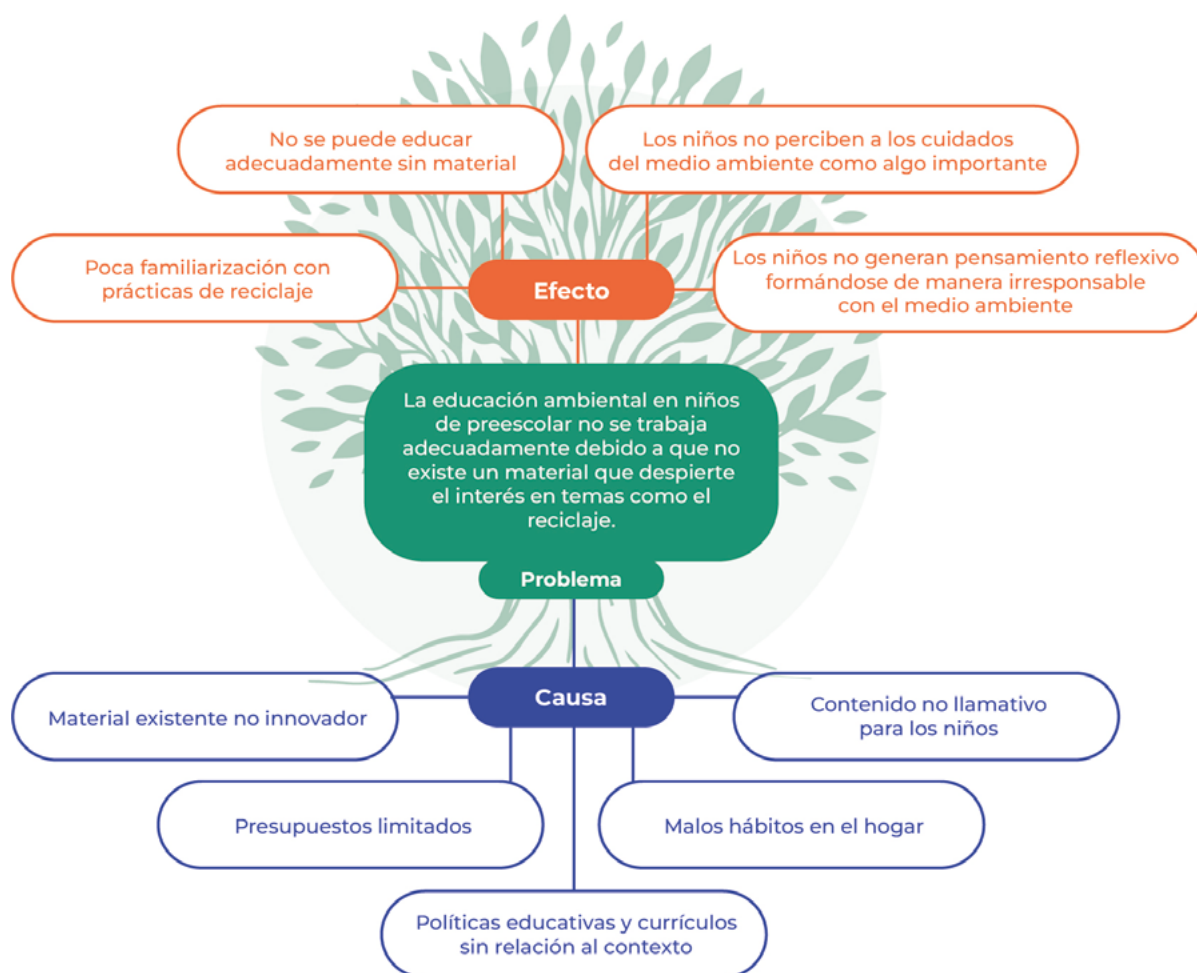 No se puede educar
adecuadamente sin material
Los niños no perciben a los cuidados
del medio ambiente como algo importante
Poca familiarización con
prácticas de reciclaje
Efecto
Los niños no generan pensamiento reflexivo
formándose de manera irresponsable
con el medio ambiente
La educación ambiental en niños
de preescolar no se trabaja
adecuadamente debido a que no
existe un material que despierte
el interés en temas como el
reciclaje.
Problema
Causa
Material existente no innovador
Contenido no llamativo
para los niños
Presupuestos limitados
Malos hábitos en el hogar
Políticas educativas y currículos
sin relación al contexto